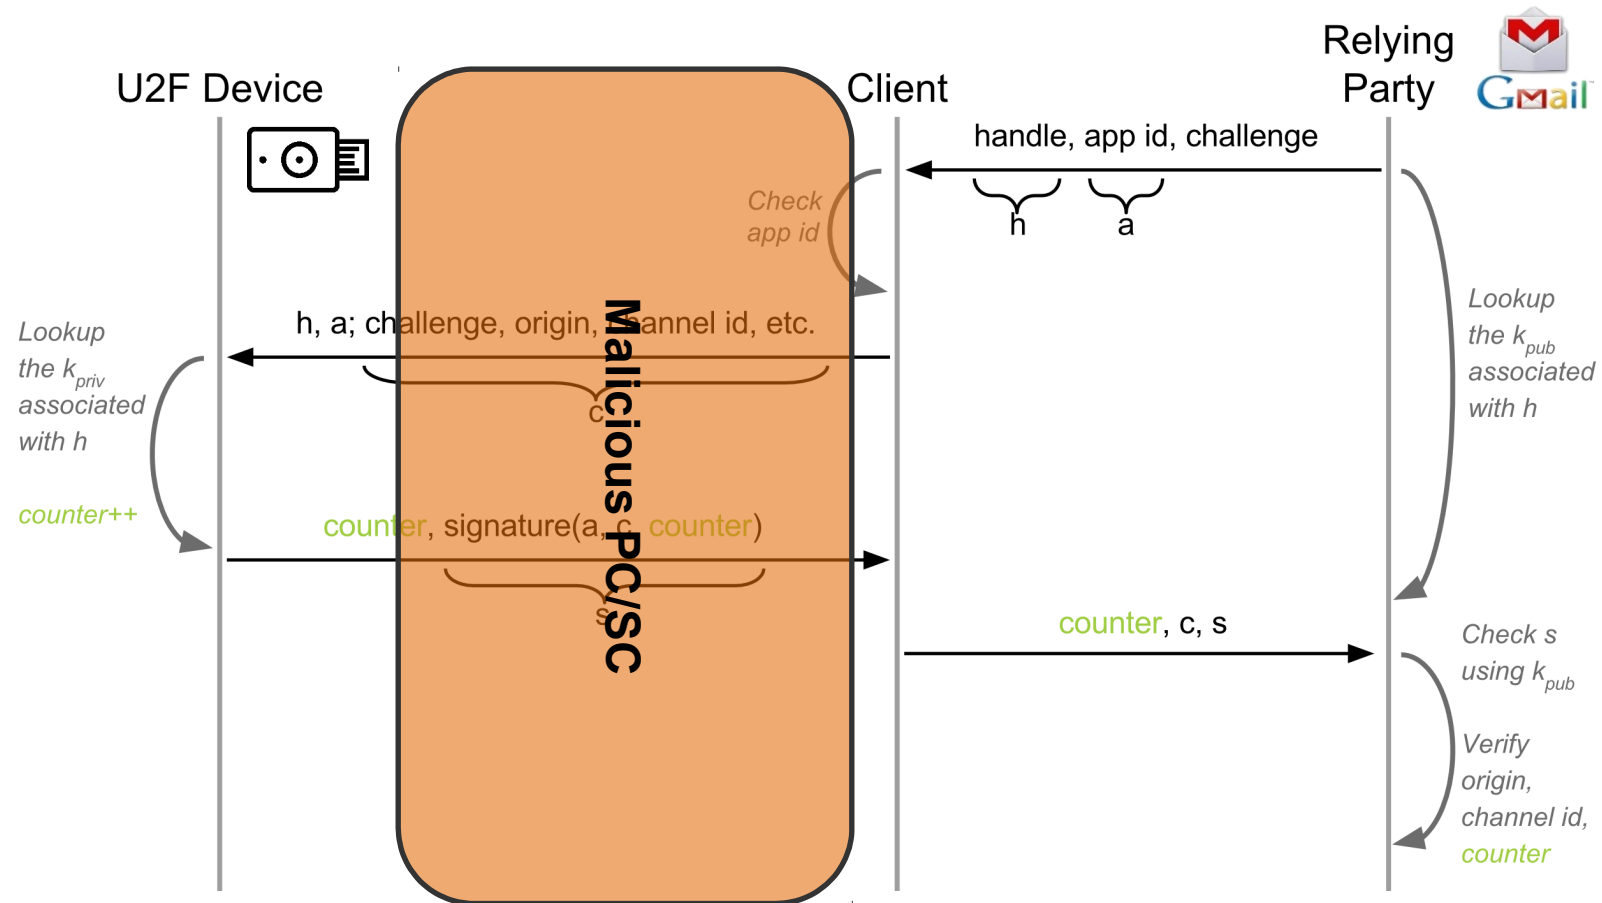 U2F Device
Client
Relying
Party
Gmail
handle, app id, challenge
h
a
Check
app id
h, a; challenge, origin, channel id, etc.
c
Lookup
the kpriv
associated
with h
counter++
Lookup
the kpub
associated
with h
Malicious PC/SC
counter, signature(a, c, counter)
s
counter, c, s
Check s
using kpub
Verify
origin,
channel id,
counter